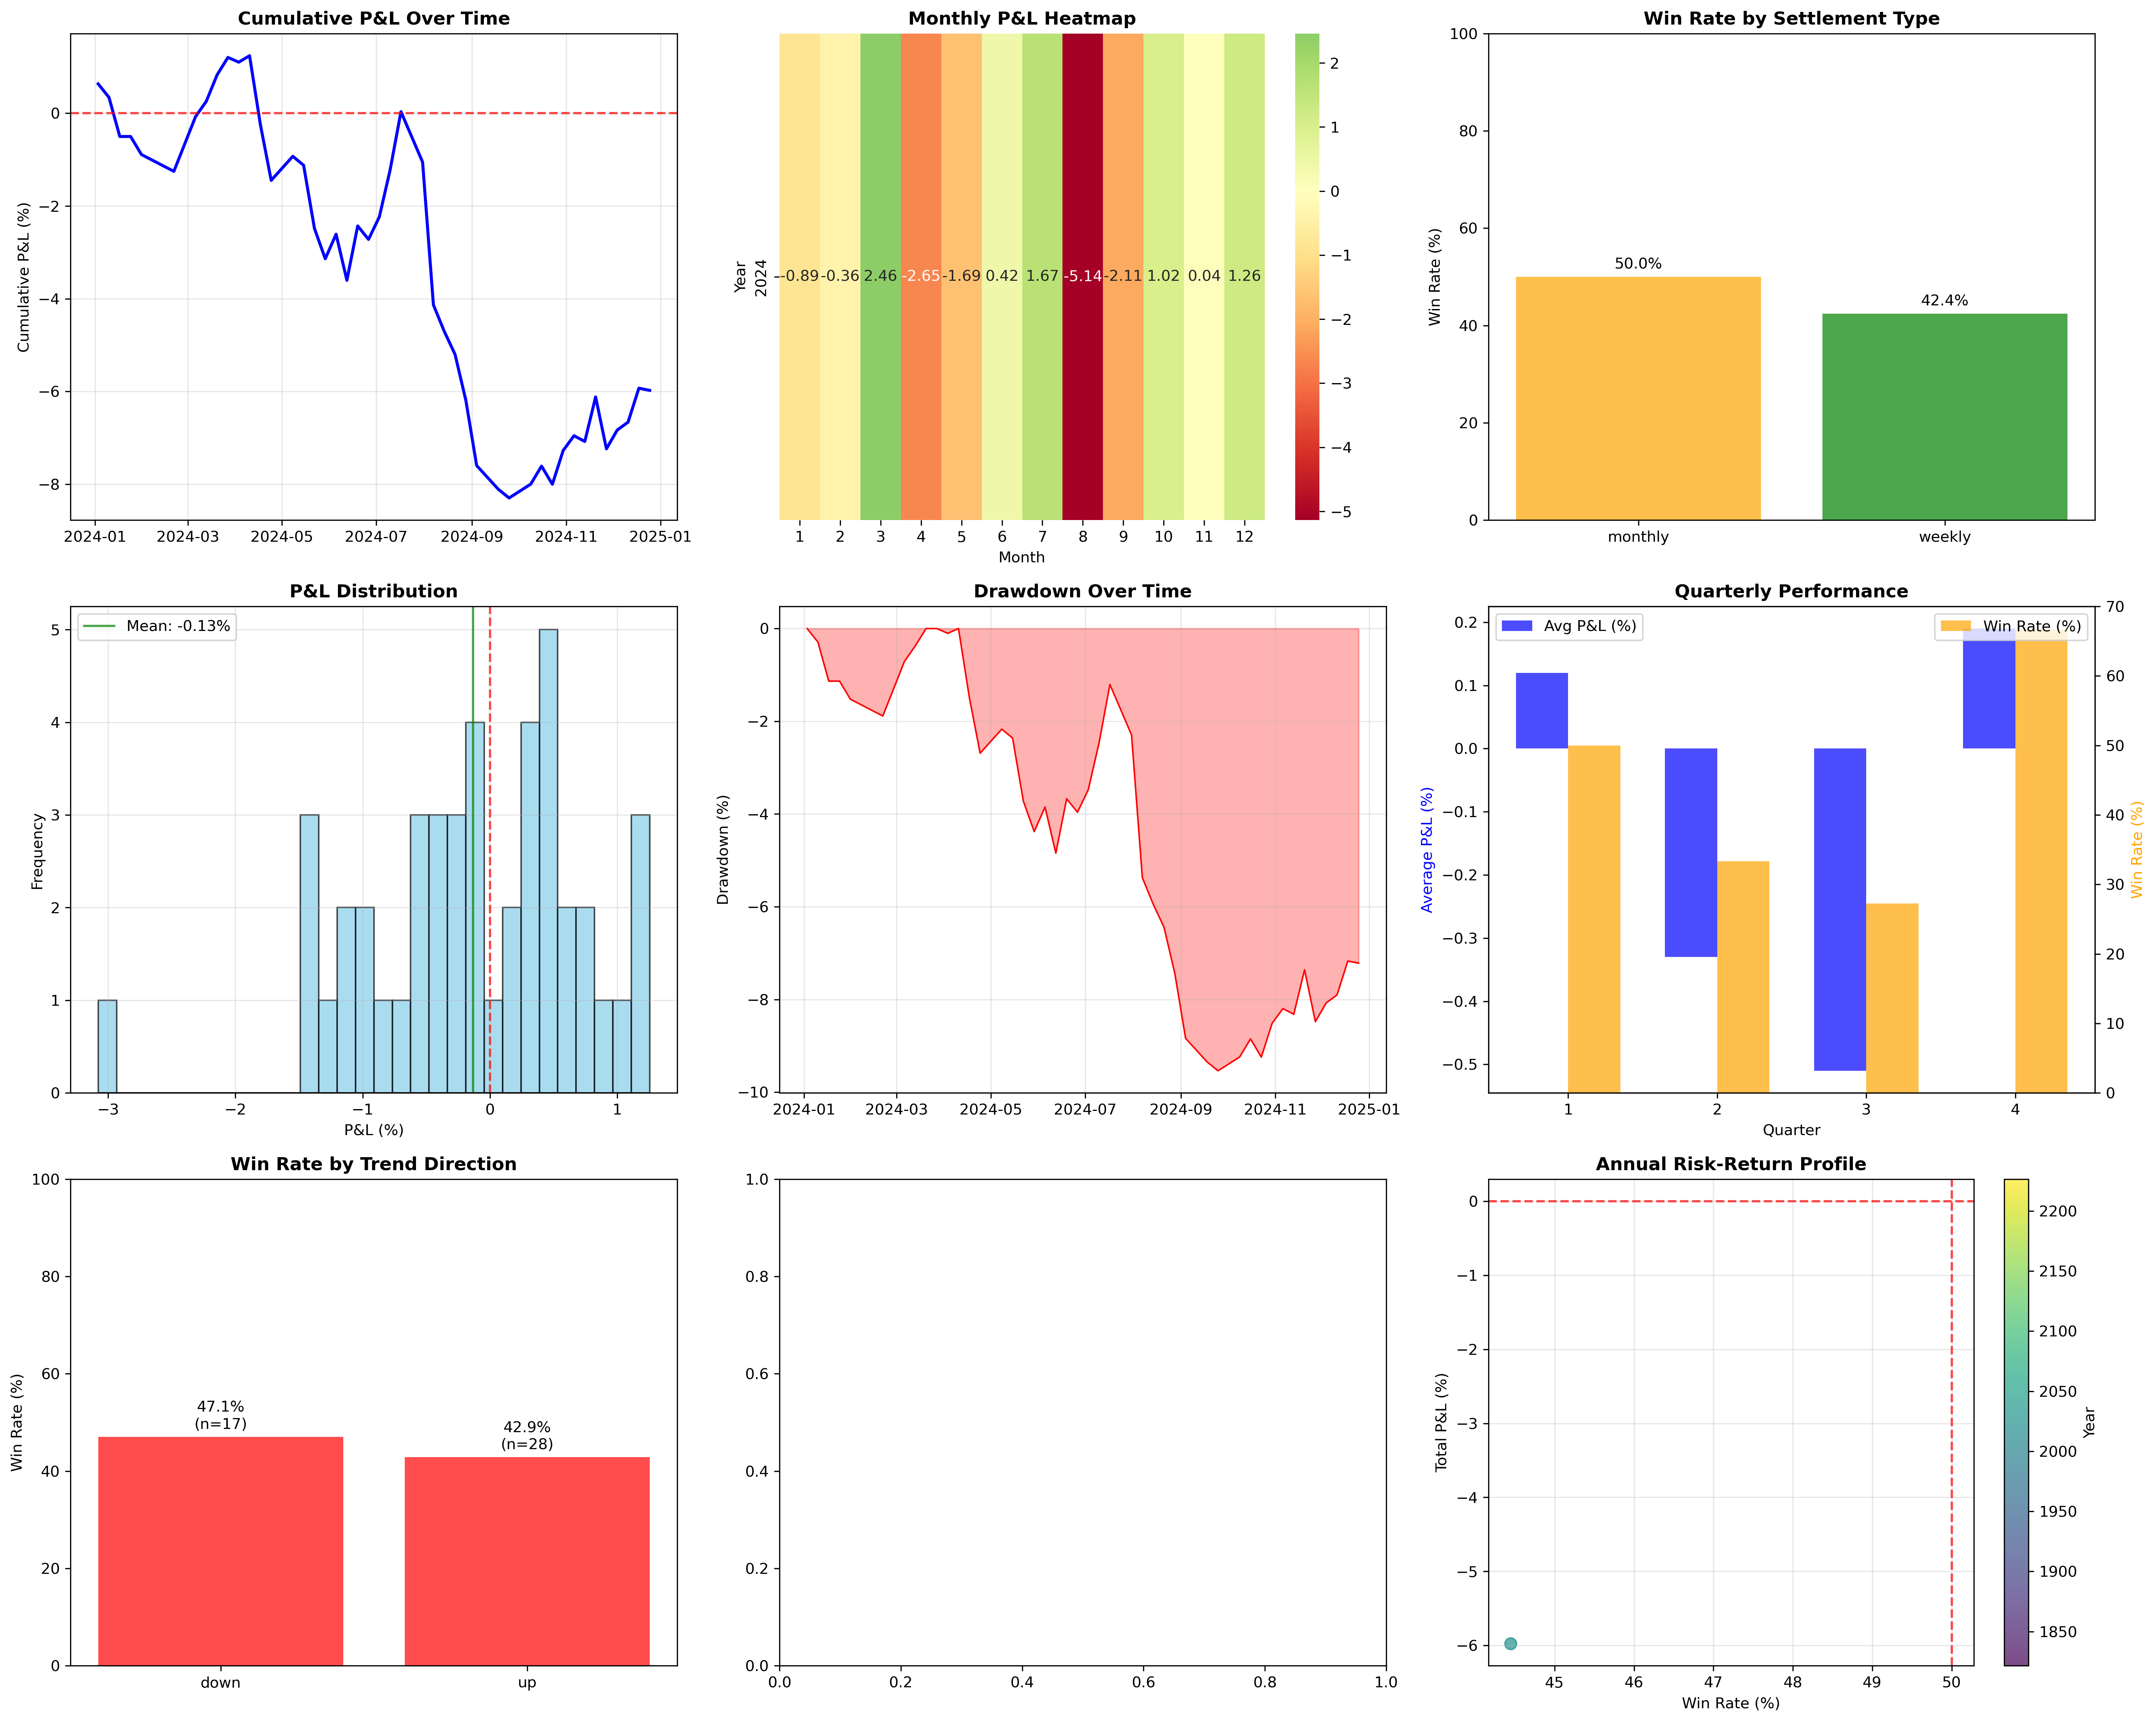 Cumulative P&L Over Time
Cumulative P&L (%)
0
−2
−4
−6
−8
2024-01 2024-03 2024-05 2024-07 2024-09 2024-11 2025-01
Monthly P&L Heatmap
Year
2024
-0.89 -0.36 2.46 -2.65 -1.69 0.42 1.67 -5.14 -2.11 1.02 0.04 1.26
1 2 3 4 5 6 7 8 9 10 11 12
Month
2
1
0
−1
−2
−3
−4
−5
Win Rate by Settlement Type
Win Rate (%)
100
80
60
40
20
0
50.0%
42.4%
monthly weekly
P&L Distribution
Mean: -0.13%
Frequency
5
4
3
2
1
0
−3 −2 −1 0 1
P&L (%)
Drawdown Over Time
Drawdown (%)
0
−2
−4
−6
−8
−10
2024-01 2024-03 2024-05 2024-07 2024-09 2024-11 2025-01
Quarterly Performance
Avg P&L (%)
Win Rate (%)
Average P&L (%)
0.2
0.1
0.0
−0.1
−0.2
−0.3
−0.4
−0.5
1 2 3 4
Quarter
70
60
50
40
30
20
10
0
Win Rate (%)
Win Rate by Trend Direction
Win Rate (%)
100
80
60
40
20
0
47.1%
(n=17)
42.9%
(n=28)
down up
1.0
0.8
0.6
0.4
0.2
0.0
0.0 0.2 0.4 0.6 0.8 1.0
Annual Risk-Return Profile
Total P&L (%)
0
−1
−2
−3
−4
−5
−6
45 46 47 48 49 50
Win Rate (%)
2200
2150
2100
2050
2000
1950
1900
1850
Year